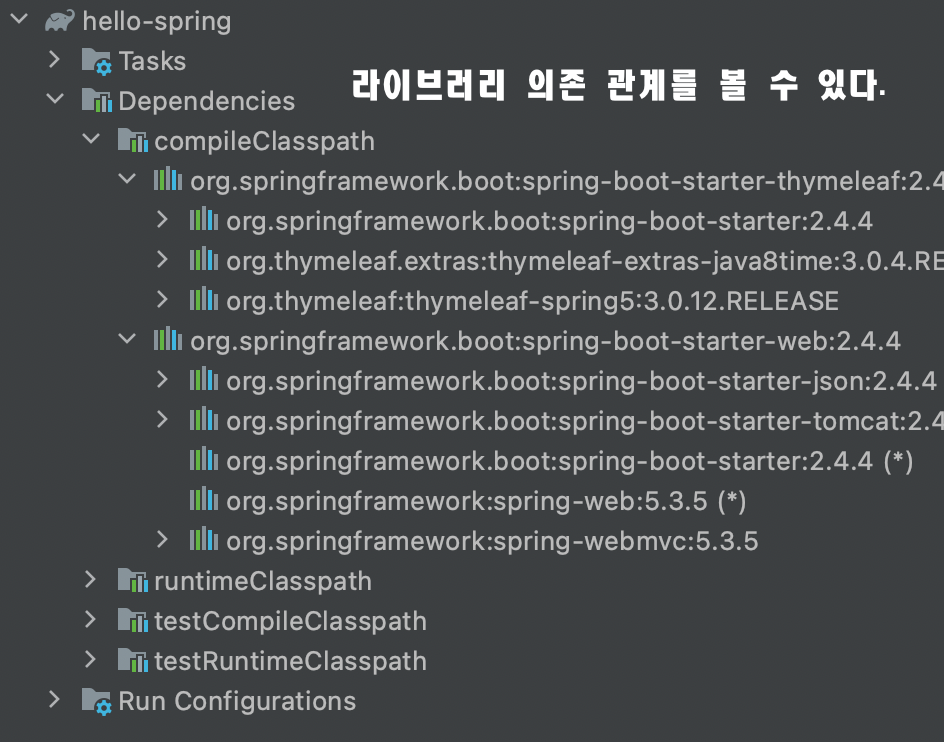 hello-spring
Tasks
라이브러리 의존 관계를 볼 수 있다.
Dependencies
compileClasspath
org.springframework.boot:spring-boot-starter-thymeleaf:2.4
org.springframework.boot:spring-boot-starter:2.4.4
org.thymeleaf.extras:thymeleaf-extras-java8time:3.0.4.RE
org.thymeleaf:thymeleaf-spring5:3.0.12.RELEASE
org.springframework.boot:spring-boot-starter-web:2.4.4
org.springframework.boot:spring-boot-starter-json:2.4.4
org.springframework.boot:spring-boot-starter-tomcat:2.4
org.springframework.boot:spring-boot-starter:2.4.4 (*)
org.springframework:spring-web:5.3.5 (*)
org.springframework:spring-webmvc:5.3.5
runtimeClasspath
testCompileClasspath
testRuntimeClasspath
Run Configurations